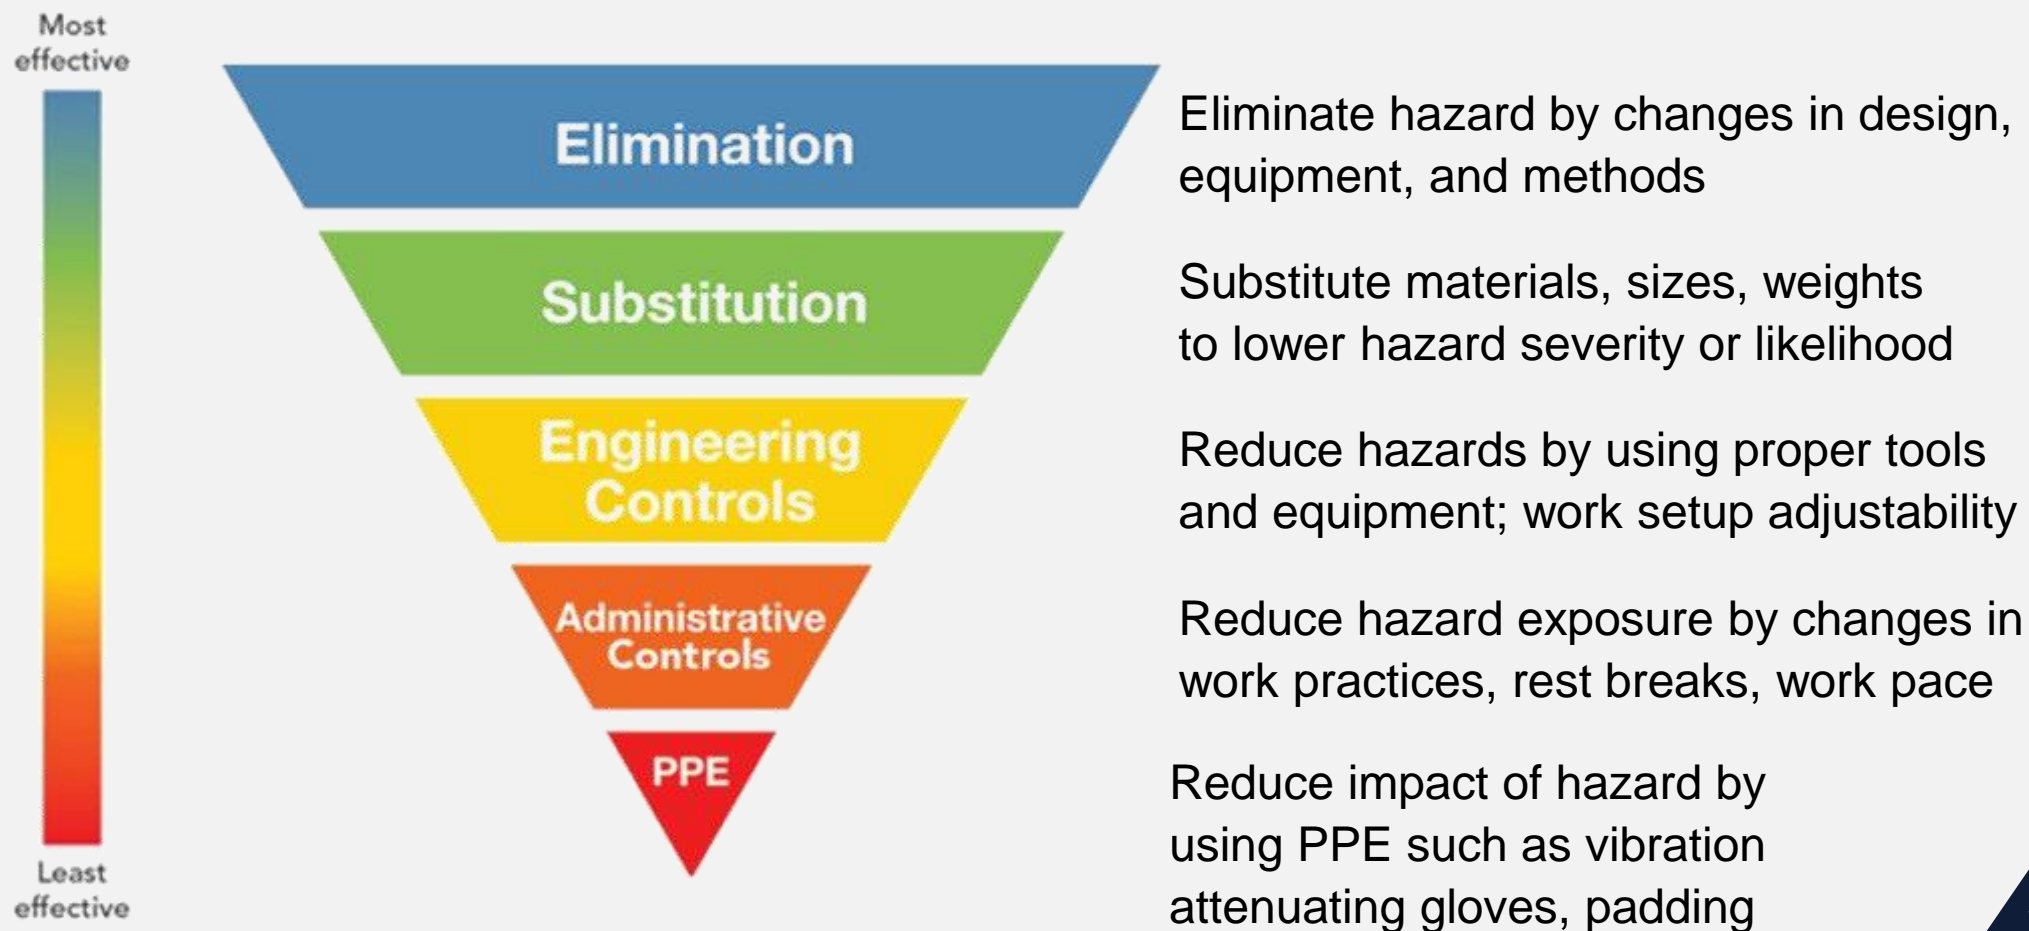 Most
effective
Elimination
Eliminate hazard by changes in design,
equipment, and methods
Substitution
Substitute materials, sizes, weights
to lower hazard severity or likelihood
Engineering
Controls
Reduce hazards by using proper tools
and equipment; work setup adjustability
Administrative
Controls
Reduce hazard exposure by changes in
work practices, rest breaks, work pace
PPE
Reduce impact of hazard by
using PPE such as vibration
attenuating gloves, padding
Least
effective